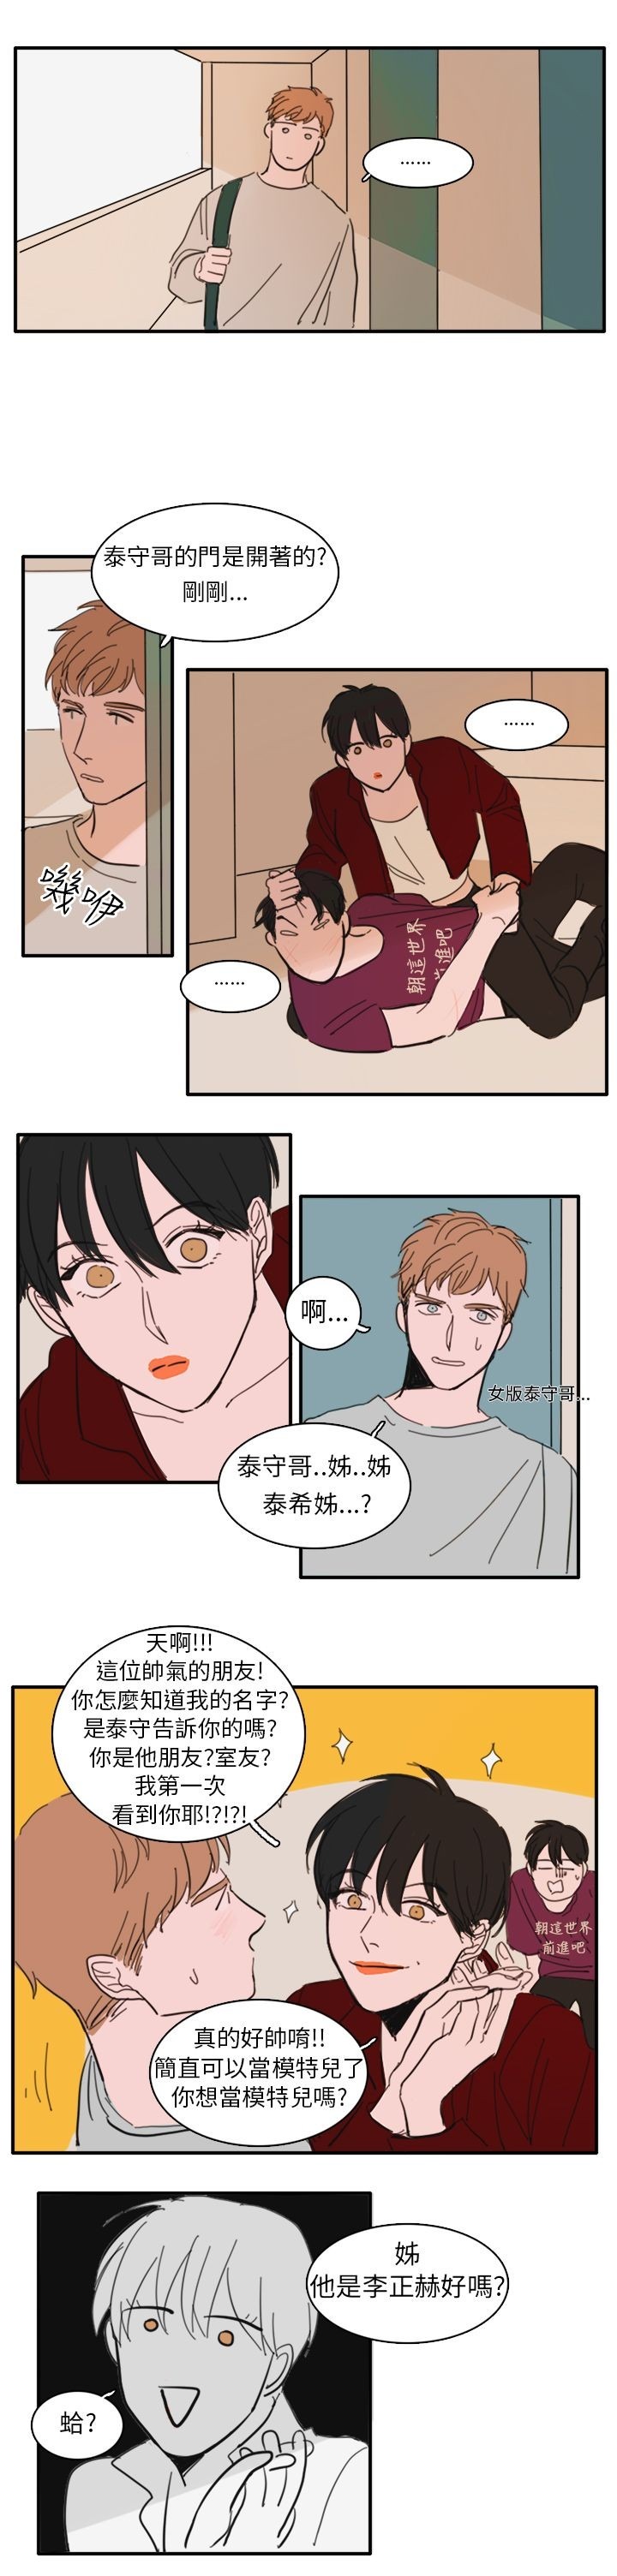 ……
泰守哥的門是開著的?
剛剛...
嘰咿
……
朝這世界
前進吧
……
啊...
女版泰守哥...
泰守哥..姊..姊
泰希姊...?
天啊!!!
這位帥氣的朋友!
你怎麼知道我的名字?
是泰守告訴你的嗎?
你是他朋友?室友?
我第一次
看到你耶!?!?!
朝這世界
前進吧
真的好帥唷!!
簡直可以當模特兒了
你想當模特兒嗎?
姊
他是李正赫好嗎?
蛤?